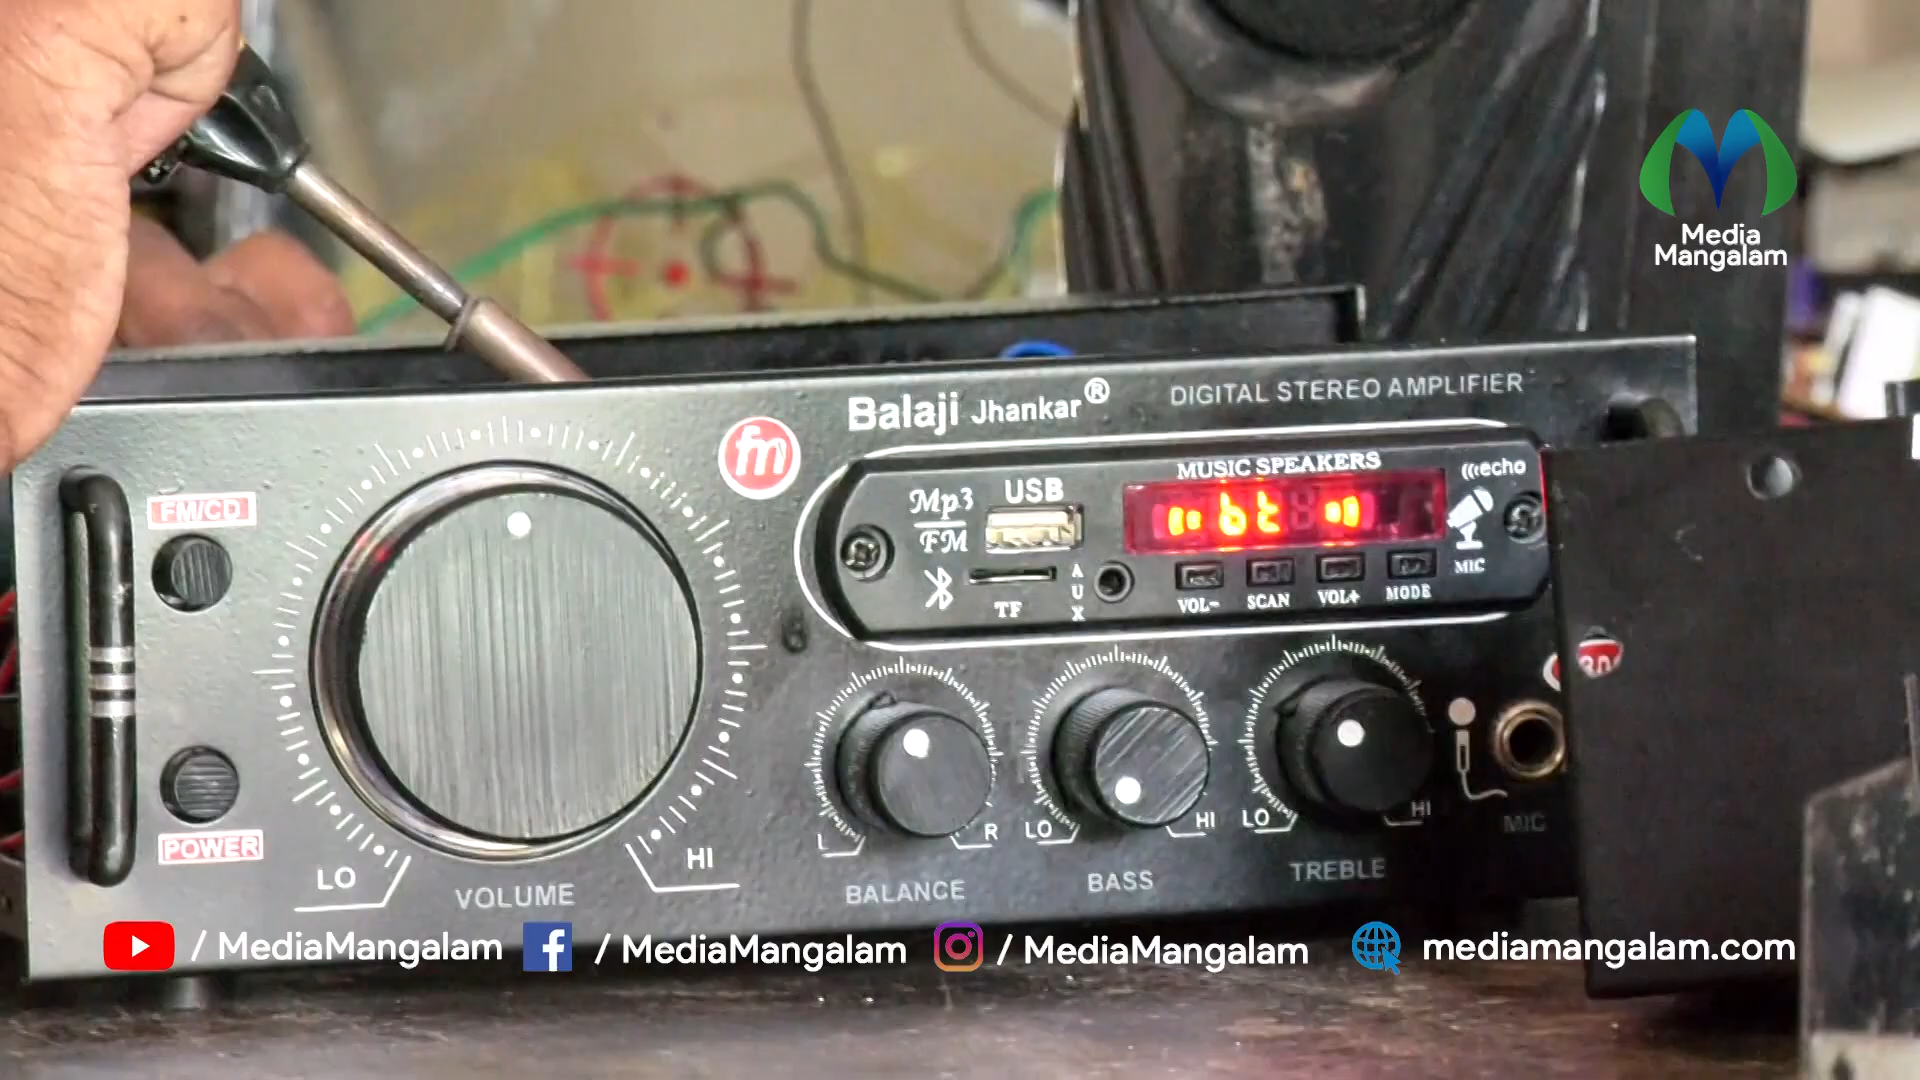 Media
Mangalam
Balaji Jhankar®
DIGITAL STEREO AMPLIFIER
fm
MUSIC SPEAKERS
echo
Mp3
FM
USB
bt
FM/CD
TF
AUX
VOL-
SCAN
VOL+
MODE
MIC
POWER
LO
VOLUME
HI
L
R
BALANCE
LO
HI
BASS
LO
HI
TREBLE
MIC
/ MediaMangalam
/ MediaMangalam
/ MediaMangalam
mediamangalam.com